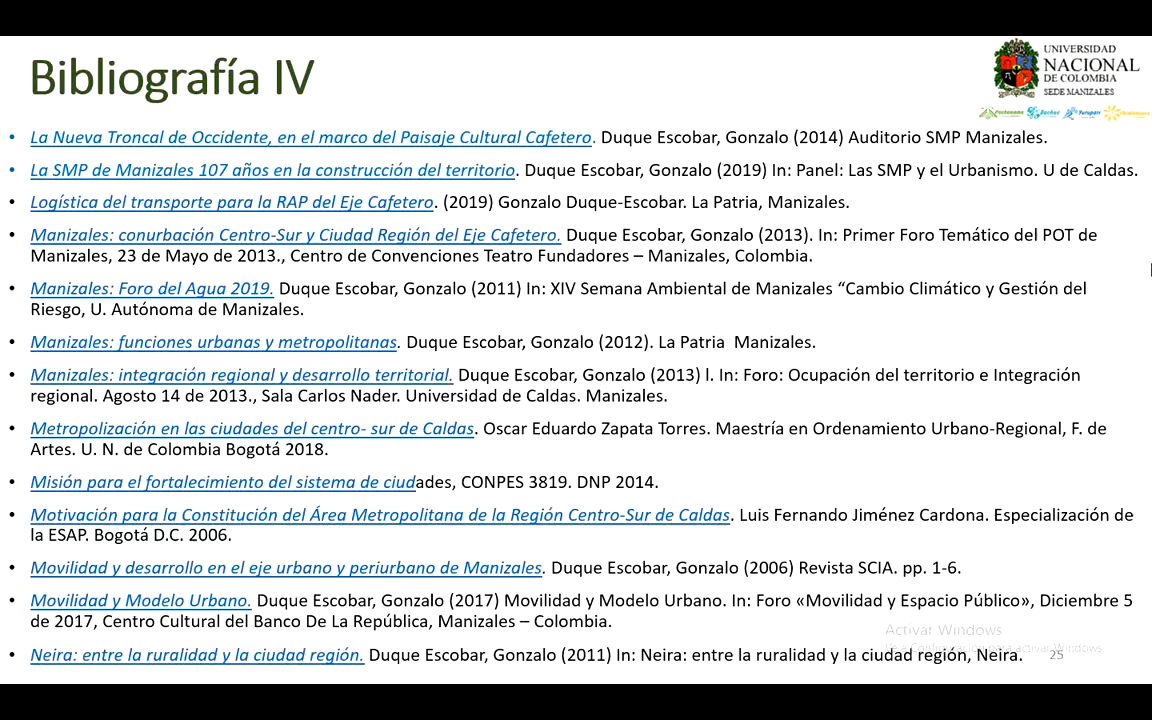 Bibliografía IV
UNIVERSIDAD
NACIONAL
DE COLOMBIA
SEDE MANIZALES
• La Nueva Troncal de Occidente, en el marco del Paisaje Cultural Cafetero. Duque Escobar, Gonzalo (2014) Auditorio SMP Manizales.
• La SMP de Manizales 107 años en la construcción del territorio. Duque Escobar, Gonzalo (2019) In: Panel: Las SMP y el Urbanismo. U de Caldas.
• Logística del transporte para la RAP del Eje Cafetero. (2019) Gonzalo Duque-Escobar. La Patria, Manizales.
• Manizales: conurbación Centro-Sur y Ciudad Región del Eje Cafetero. Duque Escobar, Gonzalo (2013). In: Primer Foro Temático del POT de
Manizales, 23 de Mayo de 2013., Centro de Convenciones Teatro Fundadores – Manizales, Colombia.
• Manizales: Foro del Agua 2019. Duque Escobar, Gonzalo (2011) In: XIV Semana Ambiental de Manizales “Cambio Climático y Gestión del
Riesgo, U. Autónoma de Manizales.
• Manizales: funciones urbanas y metropolitanas. Duque Escobar, Gonzalo (2012). La Patria Manizales.
• Manizales: integración regional y desarrollo territorial. Duque Escobar, Gonzalo (2013) l. In: Foro: Ocupación del territorio e Integración
regional. Agosto 14 de 2013., Sala Carlos Nader. Universidad de Caldas. Manizales.
• Metropolización en las ciudades del centro- sur de Caldas. Oscar Eduardo Zapata Torres. Maestría en Ordenamiento Urbano-Regional, F. de
Artes. U. N. de Colombia Bogotá 2018.
• Misión para el fortalecimiento del sistema de ciudades, CONPES 3819. DNP 2014.
• Motivación para la Constitución del Área Metropolitana de la Región Centro-Sur de Caldas. Luis Fernando Jiménez Cardona. Especialización de
la ESAP. Bogotá D.C. 2006.
• Movilidad y desarrollo en el eje urbano y periurbano de Manizales. Duque Escobar, Gonzalo (2006) Revista SCIA. pp. 1-6.
• Movilidad y Modelo Urbano. Duque Escobar, Gonzalo (2017) Movilidad y Modelo Urbano. In: Foro «Movilidad y Espacio Público», Diciembre 5
de 2017, Centro Cultural del Banco De La República, Manizales – Colombia.
Activar Windows
• Neira: entre la ruralidad y la ciudad región. Duque Escobar, Gonzalo (2011) In: Neira: entre la ruralidad y la ciudad región, Neira.
25